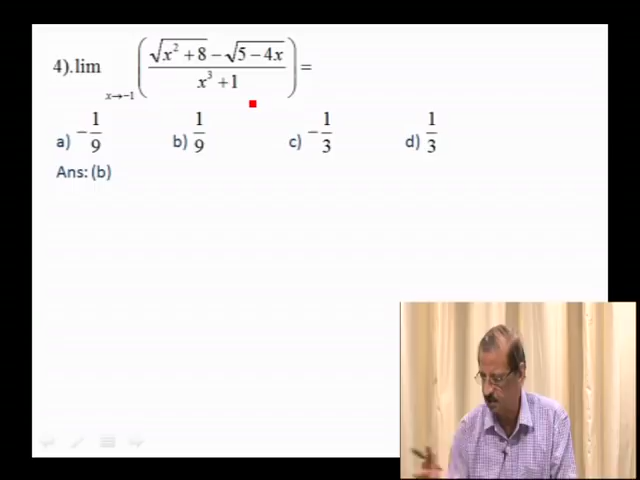 4).lim x→−1 ( (√(x² + 8) − √(5 − 4x)) / (x³ + 1) ) =
a) −1/9 b) 1/9 c) −1/3 d) 1/3
Ans: (b)